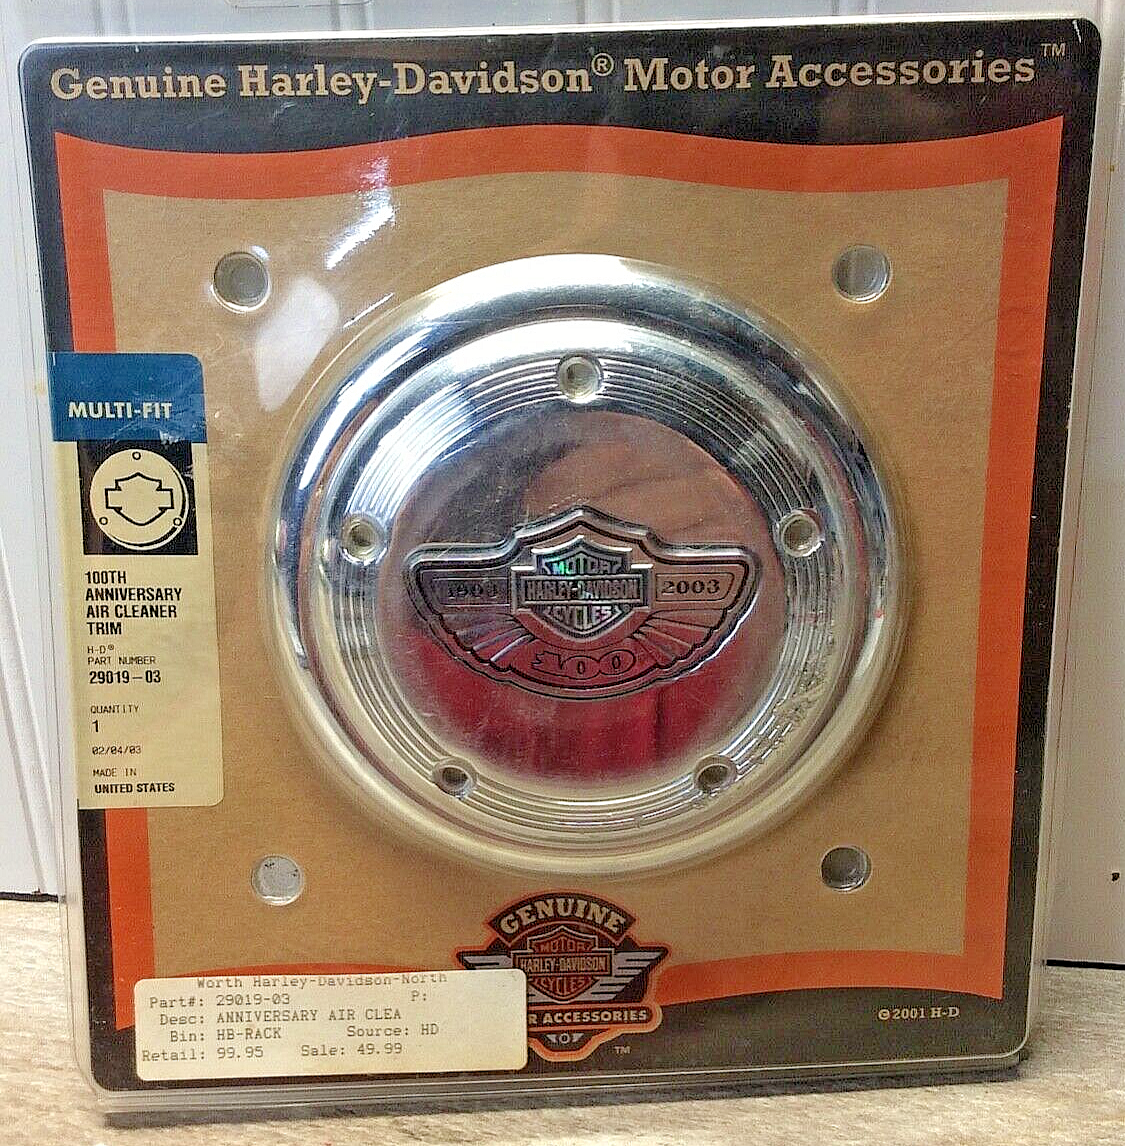 Genuine Harley-Davidson® Motor Accessories™
MULTI-FIT
100TH
ANNIVERSARY
AIR CLEANER
TRIM
H-D®
PART NUMBER
29019-03
QUANTITY
1
02/04/03
MADE IN
UNITED STATES
MOTOR
1903 HARLEY-DAVIDSON 2003
CYCLES
100
GENUINE
MOTOR
HARLEY-DAVIDSON
CYCLES
R ACCESSORIES
™
Worth Harley-Davidson-North
Part#: 29019-03 P:
Desc: ANNIVERSARY AIR CLEA
Bin: HB-RACK Source: HD
Retail: 99.95 Sale: 49.99
©2001 H-D